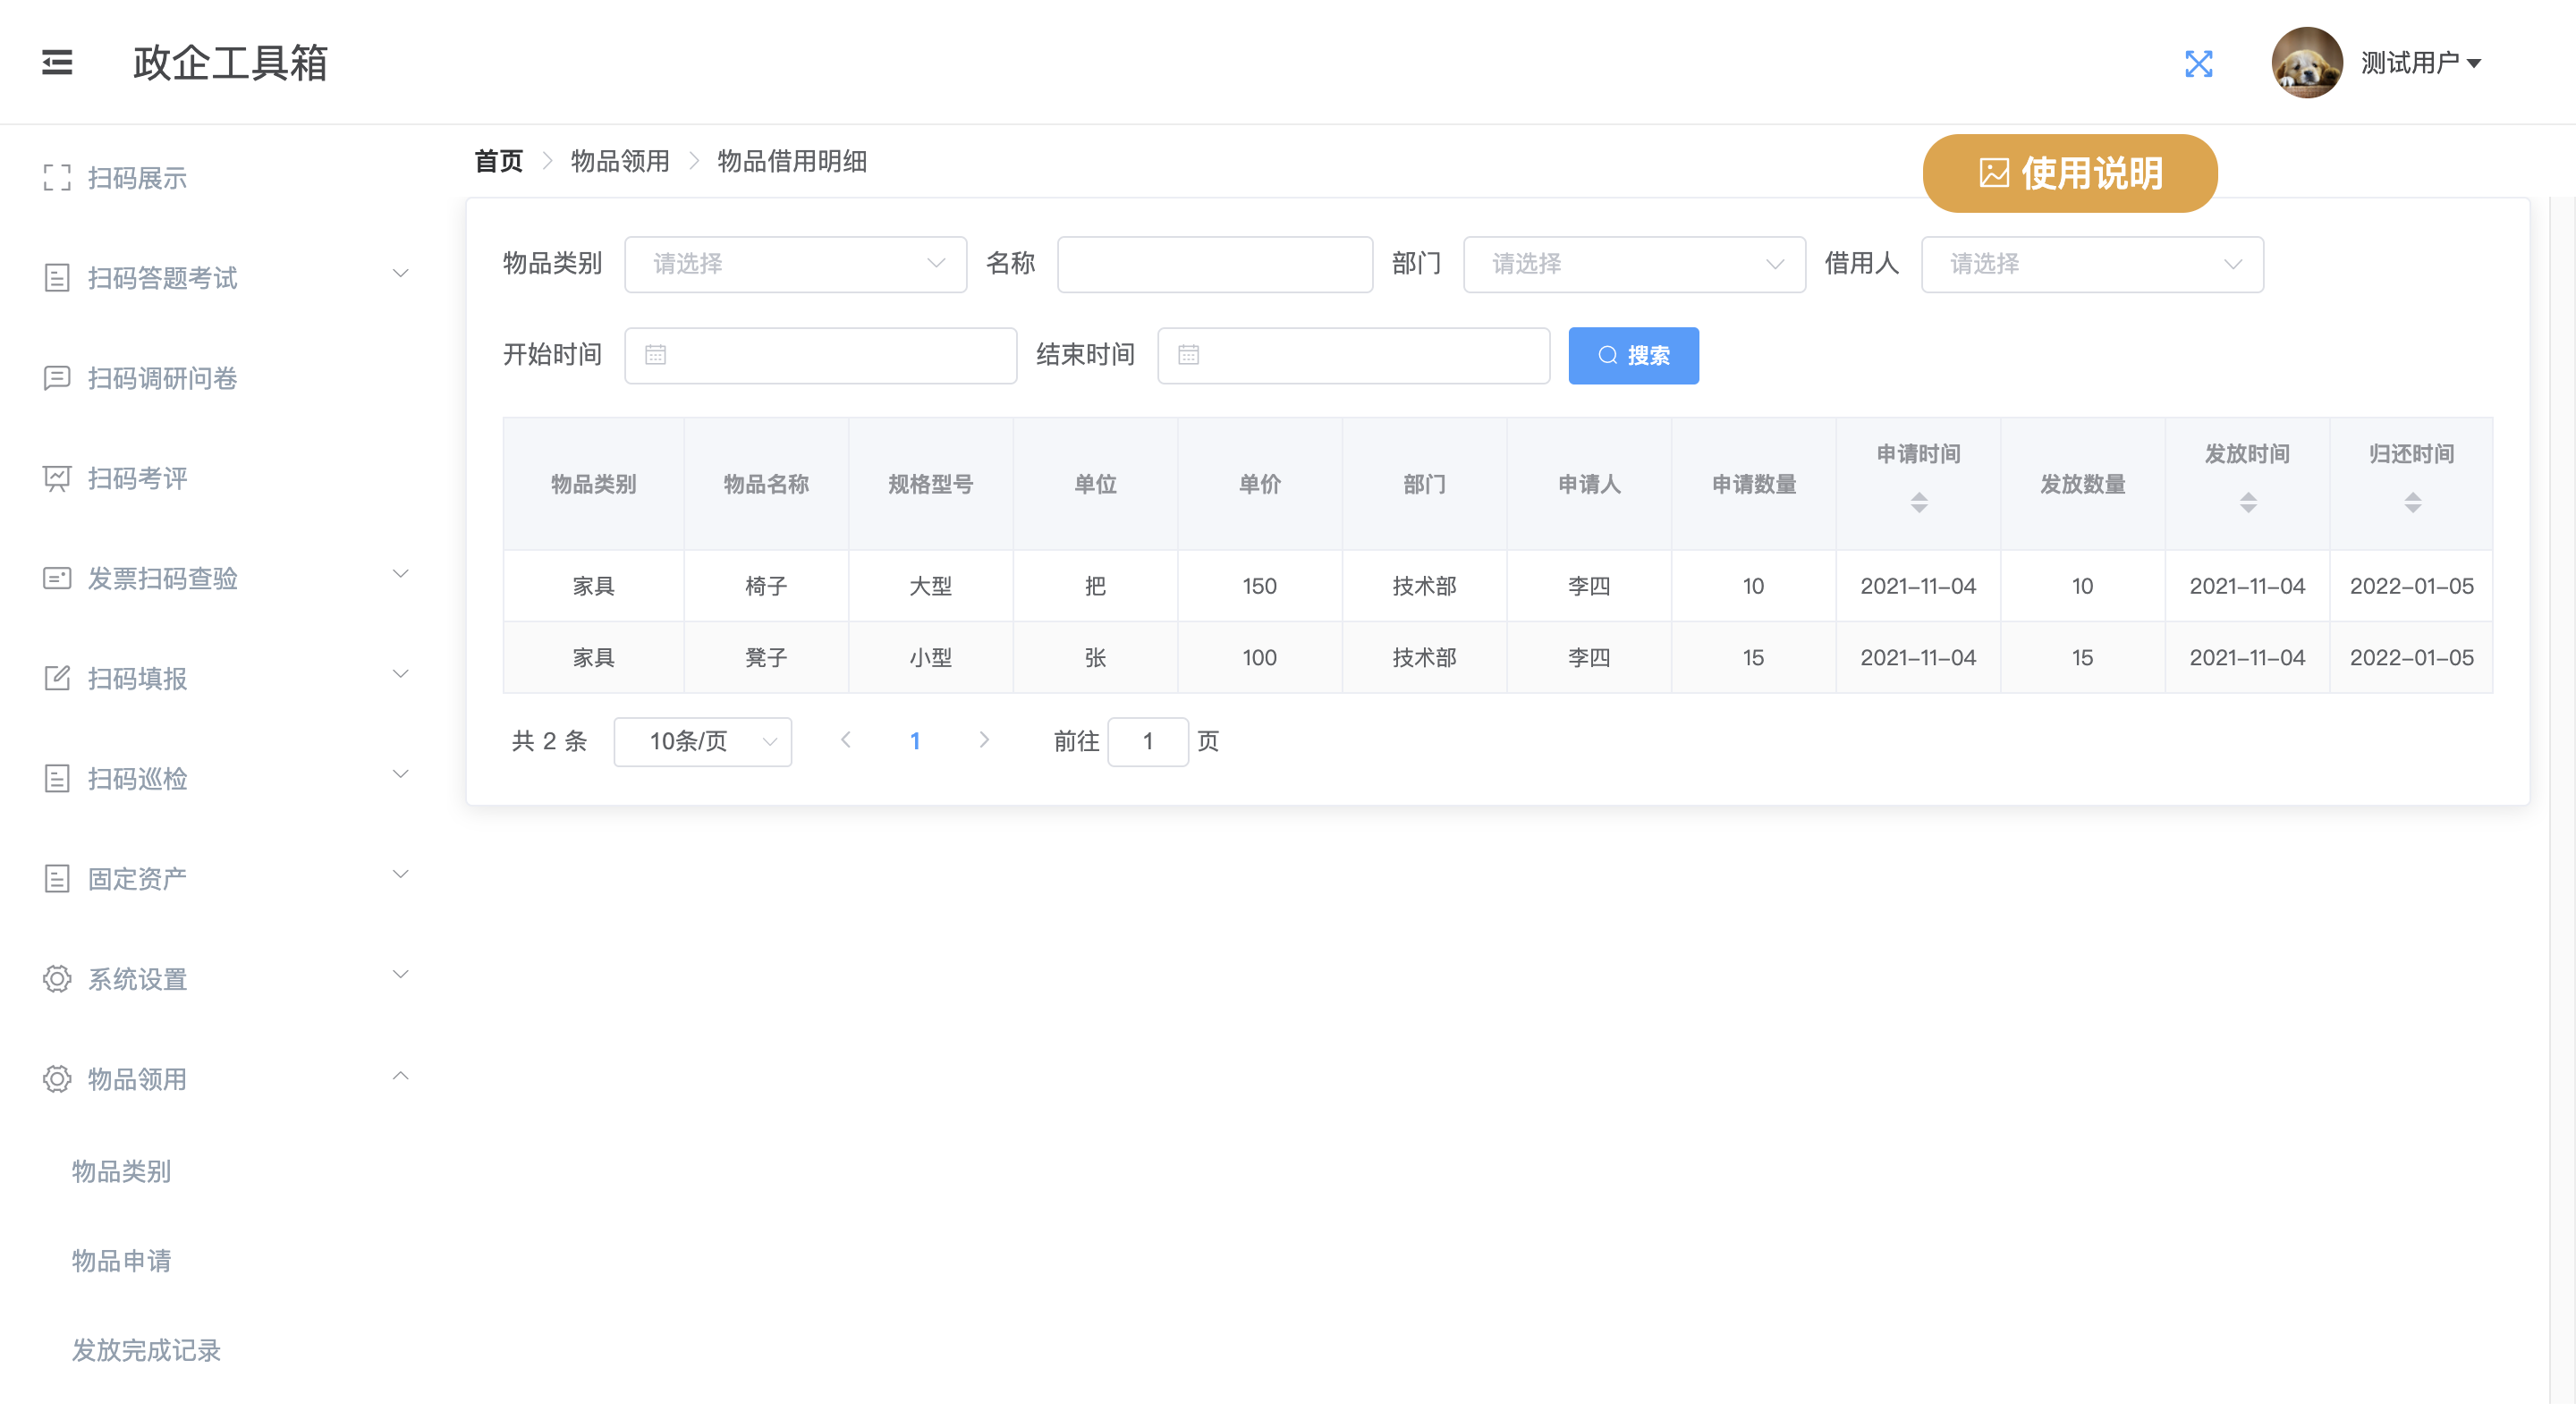 政企工具箱
测试用户
扫码展示
扫码答题考试
扫码调研问卷
扫码考评
发票扫码查验
扫码填报
扫码巡检
固定资产
系统设置
物品领用
物品类别
物品申请
发放完成记录
首页 物品领用 物品借用明细
使用说明
物品类别 请选择 名称 部门 请选择 借用人 请选择
开始时间 结束时间 搜索
物品类别 物品名称 规格型号 单位 单价 部门 申请人 申请数量 申请时间 发放数量 发放时间 归还时间
家具 椅子 大型 把 150 技术部 李四 10 2021-11-04 10 2021-11-04 2022-01-05
家具 凳子 小型 张 100 技术部 李四 15 2021-11-04 15 2021-11-04 2022-01-05
共 2 条 10条/页 1 前往 1 页